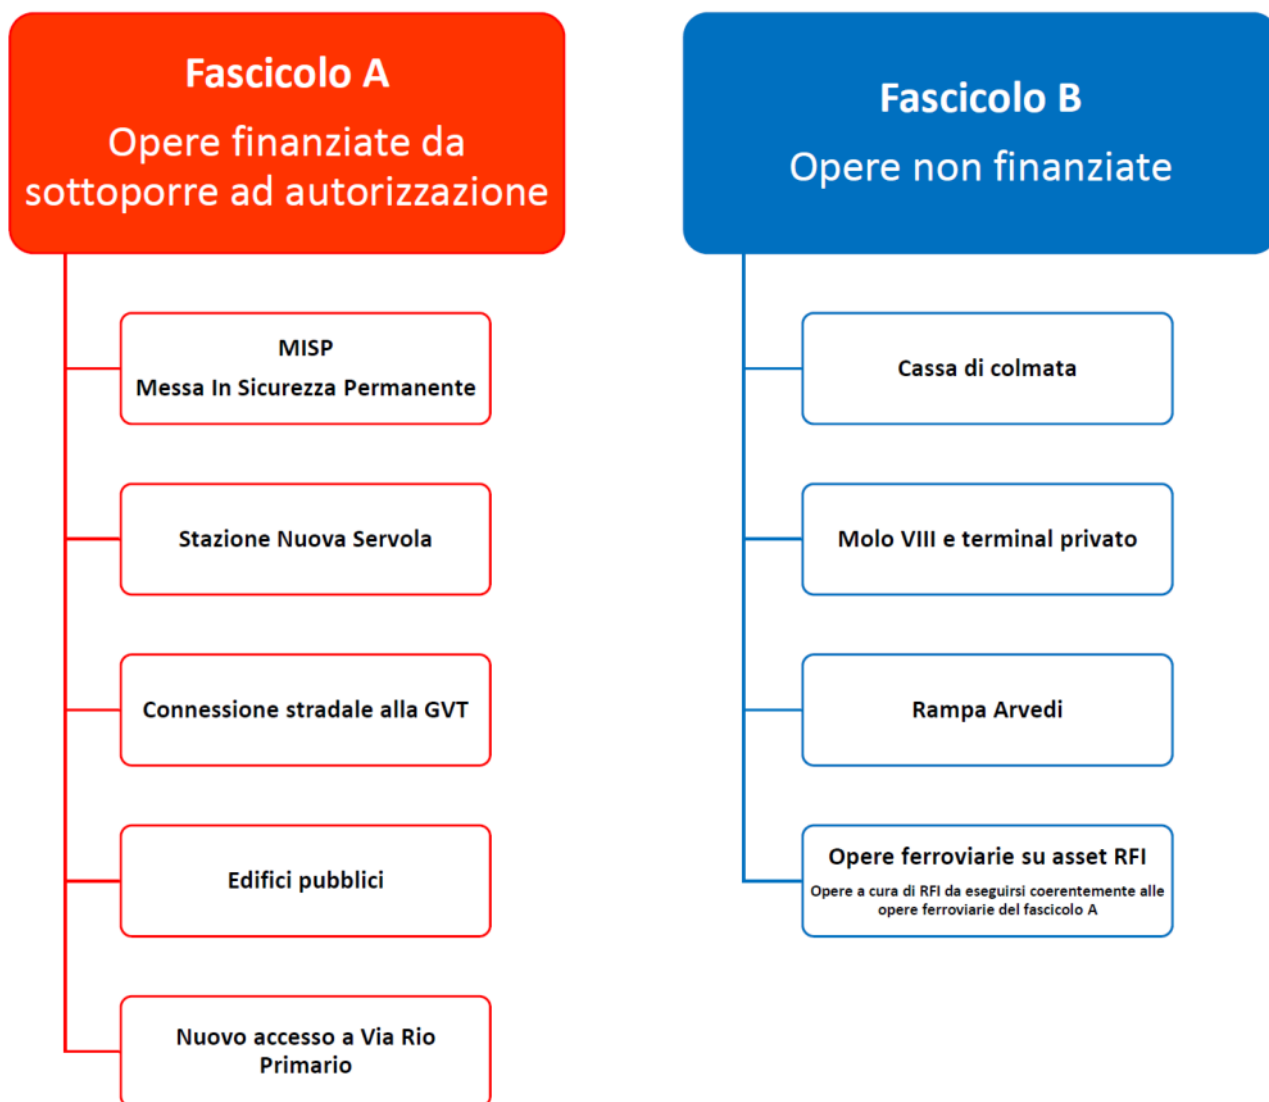 Fascicolo A
Opere finanziate da
sottoporre ad autorizzazione
MISP
Messa In Sicurezza Permanente
Stazione Nuova Servola
Connessione stradale alla GVT
Edifici pubblici
Nuovo accesso a Via Rio
Primario
Fascicolo B
Opere non finanziate
Cassa di colmata
Molo VIII e terminal privato
Rampa Arvedi
Opere ferroviarie su asset RFI
Opere a cura di RFI da eseguirsi coerentemente alle
opere ferroviarie del fascicolo A